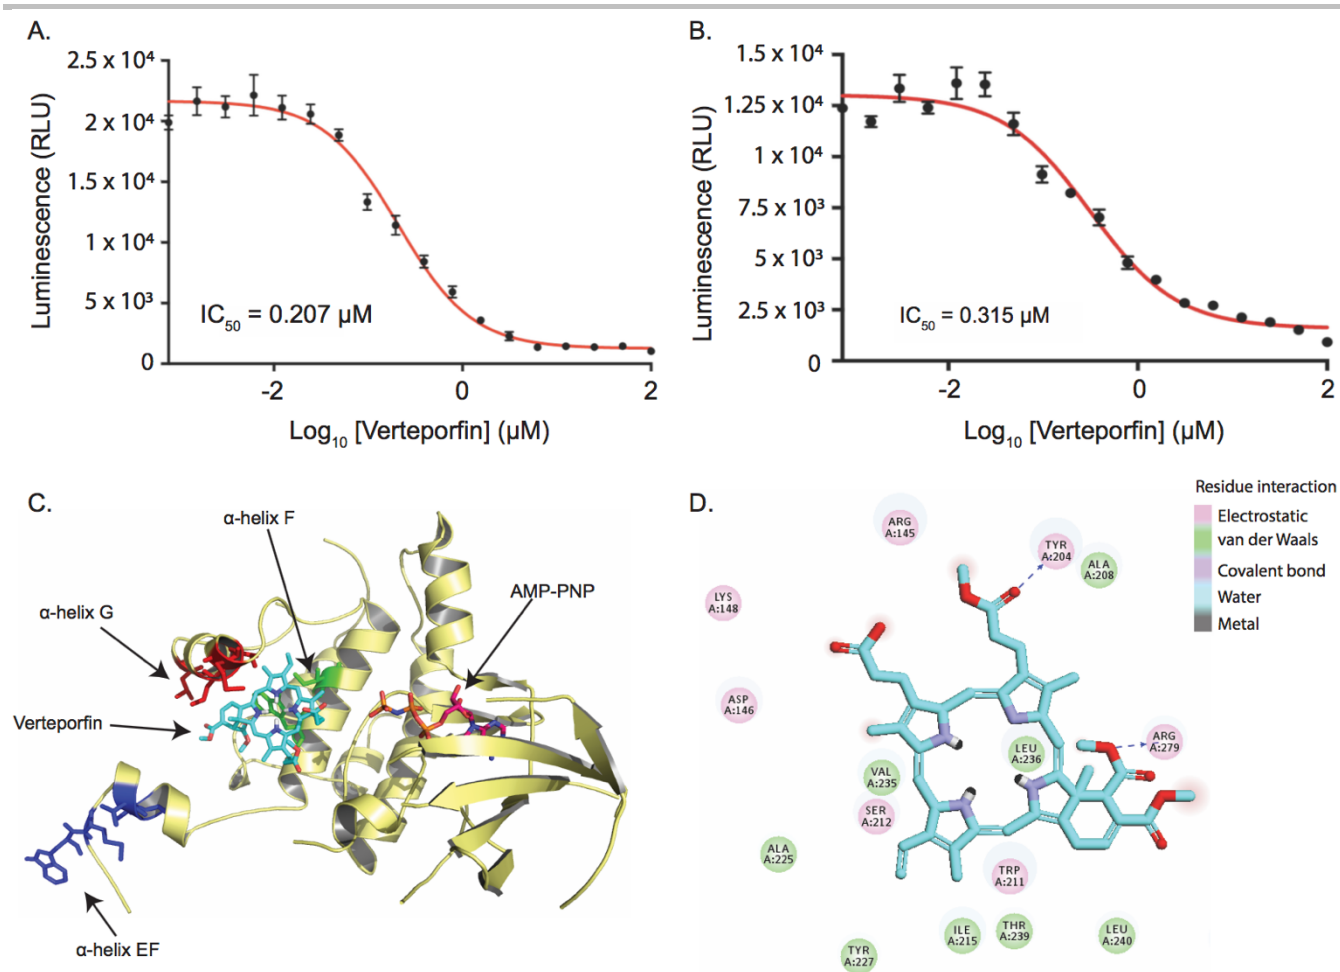 A.
2.5 x 10⁴
2 x 10⁴
1.5 x 10⁴
1 x 10⁴
5 x 10³
0
Luminescence (RLU)
IC₅₀ = 0.207 µM
-2
0
2
Log₁₀ [Verteporfin] (µM)
B.
1.5 x 10⁴
1.25 x 10⁴
1 x 10⁴
7.5 x 10³
5 x 10³
2.5 x 10³
0
Luminescence (RLU)
IC₅₀ = 0.315 µM
-2
0
2
Log₁₀ [Verteporfin] (µM)
C.
α-helix F
AMP-PNP
α-helix G
Verteporfin
α-helix EF
D.
Residue interaction
Electrostatic
van der Waals
Covalent bond
Water
Metal
ARG
A:145
TYR
A:204
ALA
A:208
LYS
A:148
ASP
A:146
ARG
A:279
LEU
A:236
VAL
A:235
SER
A:212
ALA
A:225
TRP
A:211
ILE
A:215
THR
A:239
LEU
A:240
TYR
A:227